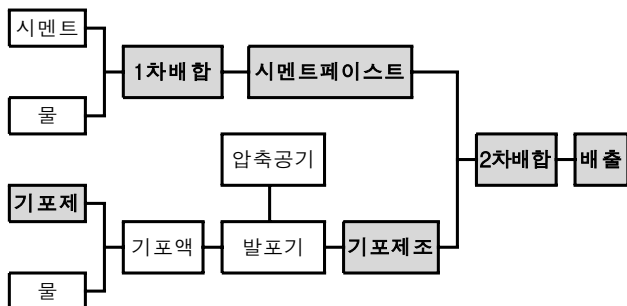 시멘트
1차배합
시멘트페이스트
물
압축공기
2차배합
배출
기포제
기포액
발포기
기포제조
물